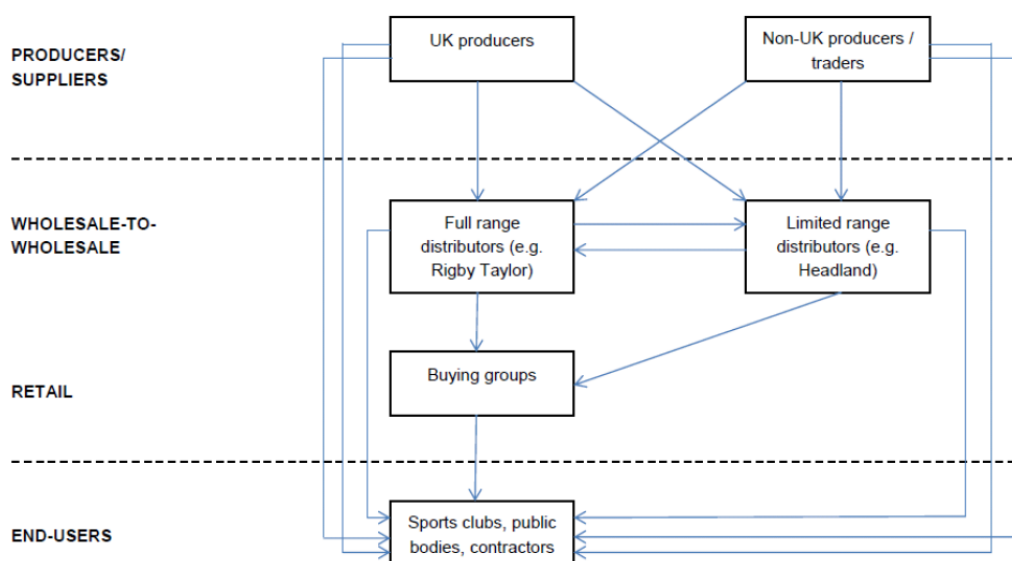 PRODUCERS/
SUPPLIERS
UK producers
Non-UK producers /
traders
WHOLESALE-TO-
WHOLESALE
Full range
distributors (e.g.
Rigby Taylor)
Limited range
distributors (e.g.
Headland)
Buying groups
RETAIL
END-USERS
Sports clubs, public
bodies, contractors